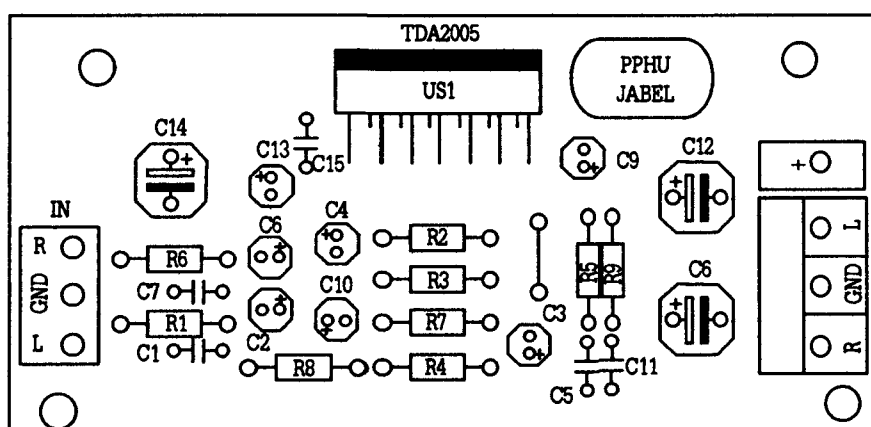 TDA2005
US1
PPHU
JABEL
C14
C13
C15
C9
C12
+
IN
R
GND
L
R6
C7
R1
C1
C6
C2
C4
C10
R2
R3
R7
R4
R8
C3
R5
R9
C5
C11
C6
L
GND
R